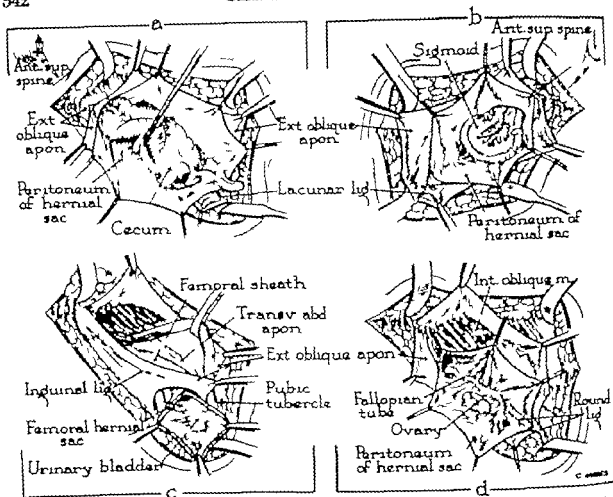 542
a
b
Ant. sup.
spine
Ext
oblique
apon
Peritoneum
of hernial
sac
Cecum
Ext oblique
apon
Lacunar lig
Sigmoid
Ant. sup. spine
Peritoneum of
hernial sac
Femoral sheath
Transv abd
apon
Ext oblique apon
Inguinal lig
Pubic
tubercle
Femoral hernial
sac
Urinary bladder
c
Int. oblique m.
Fallopian
tube
Ovary
Round
lig
Peritoneum
of hernial sac
d